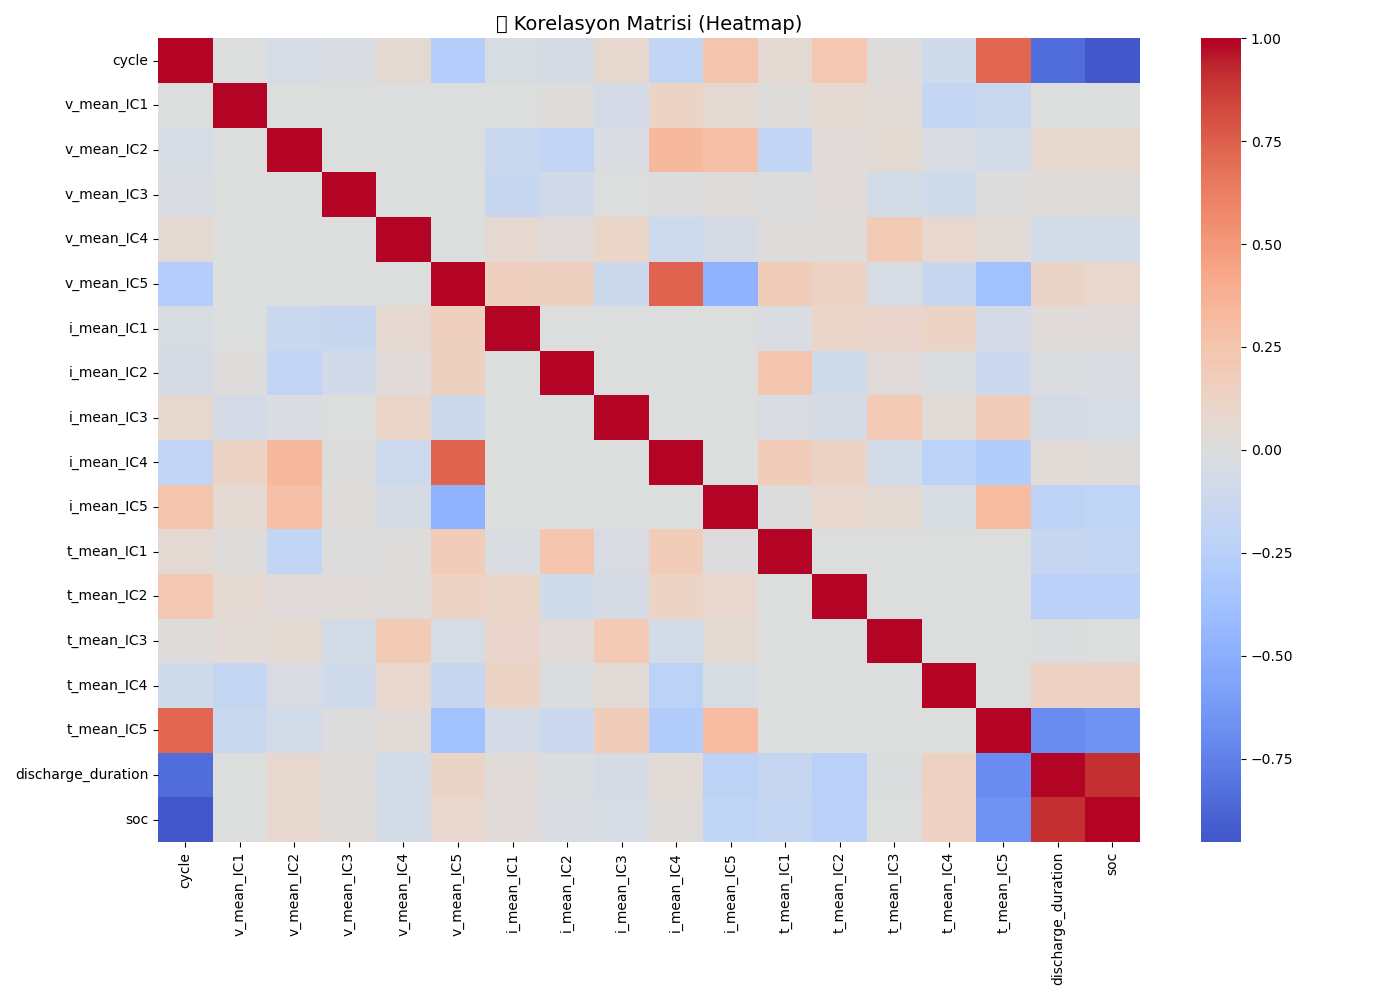 Korelasyon Matrisi (Heatmap)
cycle
v_mean_IC1
v_mean_IC2
v_mean_IC3
v_mean_IC4
v_mean_IC5
i_mean_IC1
i_mean_IC2
i_mean_IC3
i_mean_IC4
i_mean_IC5
t_mean_IC1
t_mean_IC2
t_mean_IC3
t_mean_IC4
t_mean_IC5
discharge_duration
soc
cycle
v_mean_IC1
v_mean_IC2
v_mean_IC3
v_mean_IC4
v_mean_IC5
i_mean_IC1
i_mean_IC2
i_mean_IC3
i_mean_IC4
i_mean_IC5
t_mean_IC1
t_mean_IC2
t_mean_IC3
t_mean_IC4
t_mean_IC5
discharge_duration
soc
1.00
0.75
0.50
0.25
0.00
−0.25
−0.50
−0.75